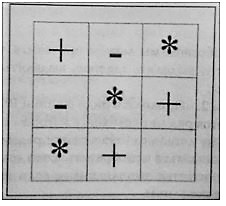 + - *
- * +
* +